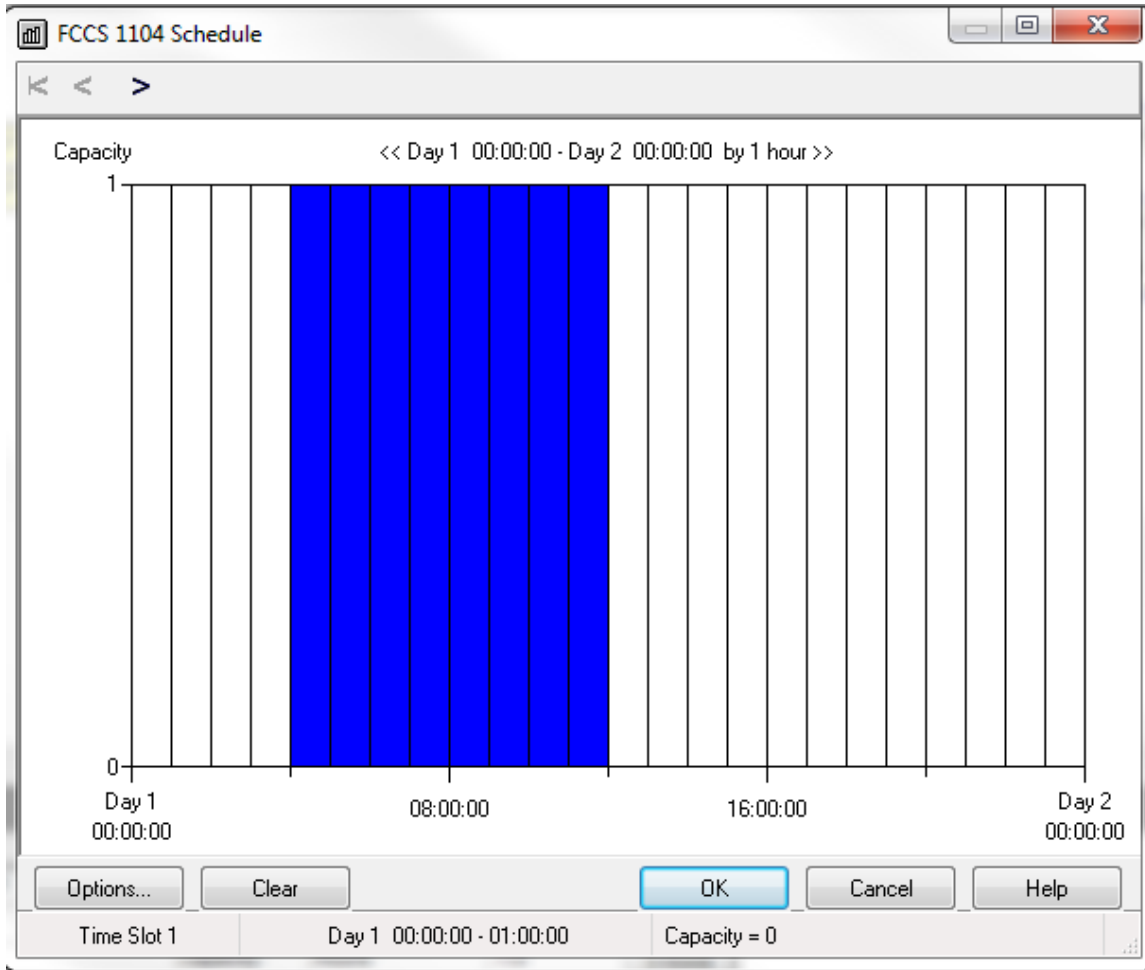 FCCS 1104 Schedule
Capacity
<< Day 1 00:00:00 - Day 2 00:00:00 by 1 hour >>
1
0
Day 1
00:00:00
08:00:00
16:00:00
Day 2
00:00:00
Options...
Clear
OK
Cancel
Help
Time Slot 1
Day 1 00:00:00 - 01:00:00
Capacity = 0